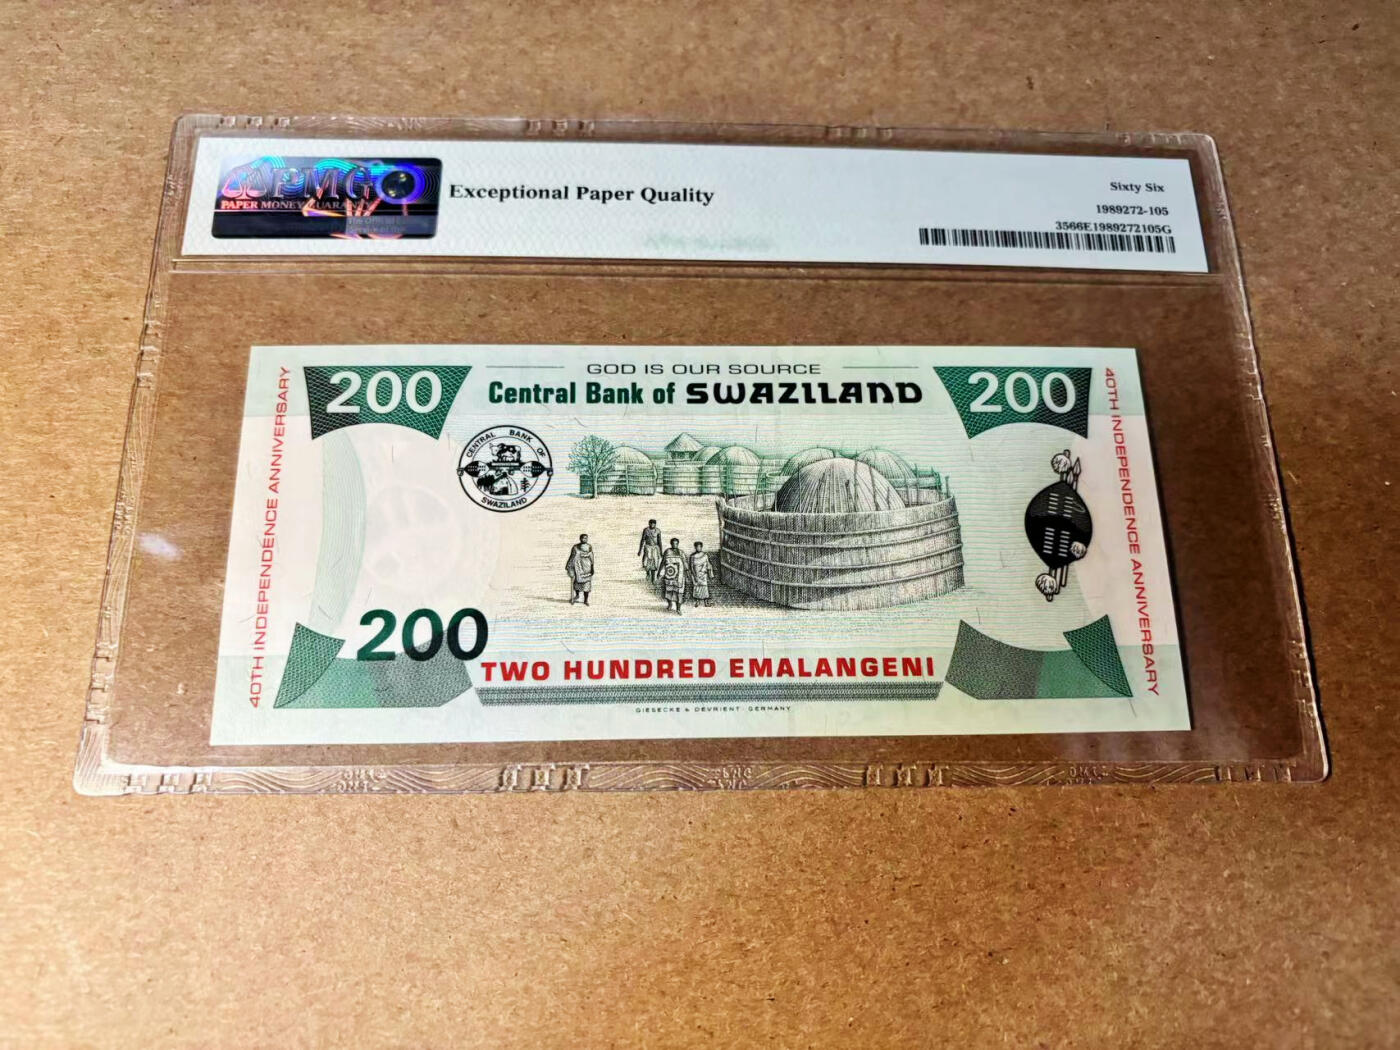 PMG
PAPER MONEY GUARANTY
Exceptional Paper Quality
Sixty Six
1989272-105
3566E1989272105G
GOD IS OUR SOURCE
Central Bank of SWAZILAND
200
200
40TH INDEPENDENCE ANNIVERSARY
40TH INDEPENDENCE ANNIVERSARY
CENTRAL BANK OF
SWAZILAND
200
TWO HUNDRED EMALANGENI
GIESECKE & DEVRIENT · GERMANY